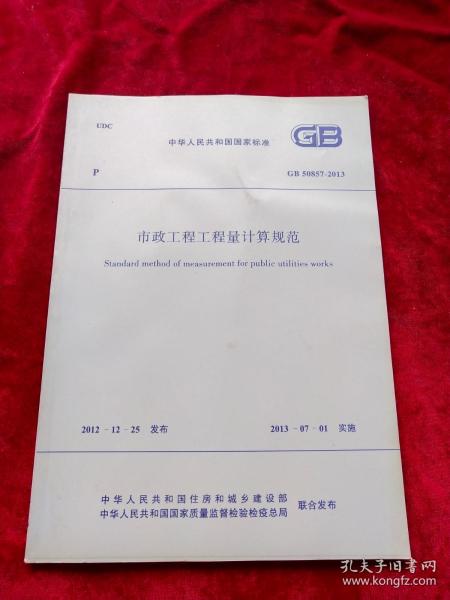 UDC
中华人民共和国国家标准
GB
P
GB 50857-2013
市政工程工程量计算规范
Standard method of measurement for public utilities works
2012-12-25 发布
2013-07-01 实施
中华人民共和国住房和城乡建设部
中华人民共和国国家质量监督检验检疫总局
联合发布
孔夫子旧书网
www.kongfz.com